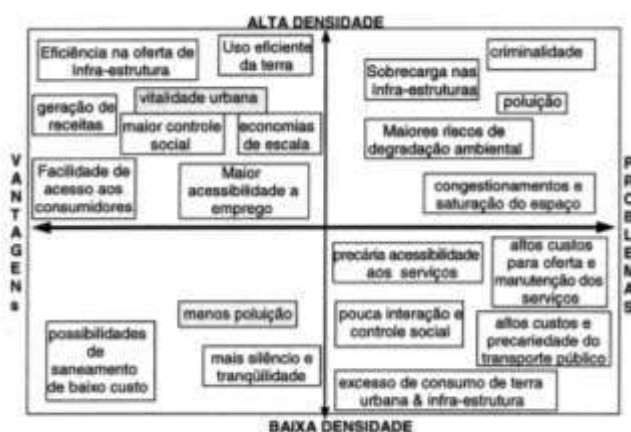 ALTA DENSIDADE
Eficiência na oferta de
infra-estrutura
Uso eficiente
da terra
criminalidade
Sobrecarga nas
infra-estruturas
geração de
receitas
vitalidade urbana
poluição
maior controle
social
economias
de escala
Maiores riscos de
degradação ambiental
Facilidade de
acesso aos
consumidores
Maior
acessibilidade a
emprego
congestionamentos e
saturação do espaço
VANTAGENs
PROBLEMAS
precária acessibilidade
aos serviços
altos custos
para oferta e
manutenção dos
serviços
menos poluição
pouca interação e
controle social
altos custos e
precariedade do
transporte público
possibilidades
de
saneamento
de baixo custo
mais silêncio e
tranqüilidade
excesso de consumo de terra
urbana & infra-estrutura
BAIXA DENSIDADE